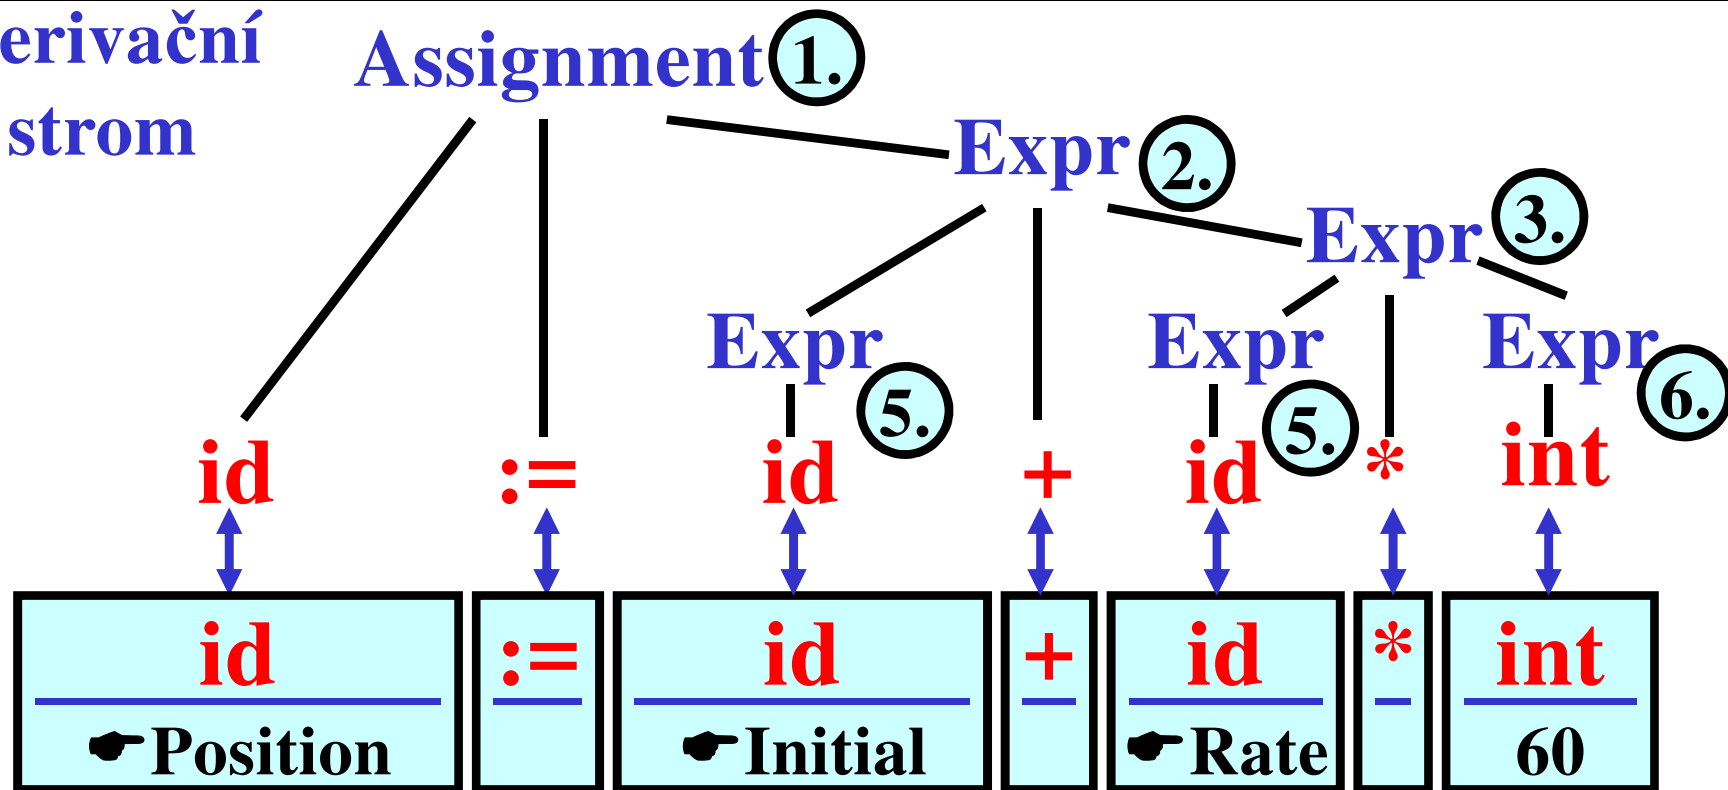 erivační
strom
Assignment 1.
Expr 2.
Expr 3.
Expr 5.
Expr 5.
Expr 6.
id := id + id * int
id := id + id * int
☛Position ☛Initial ☛Rate 60